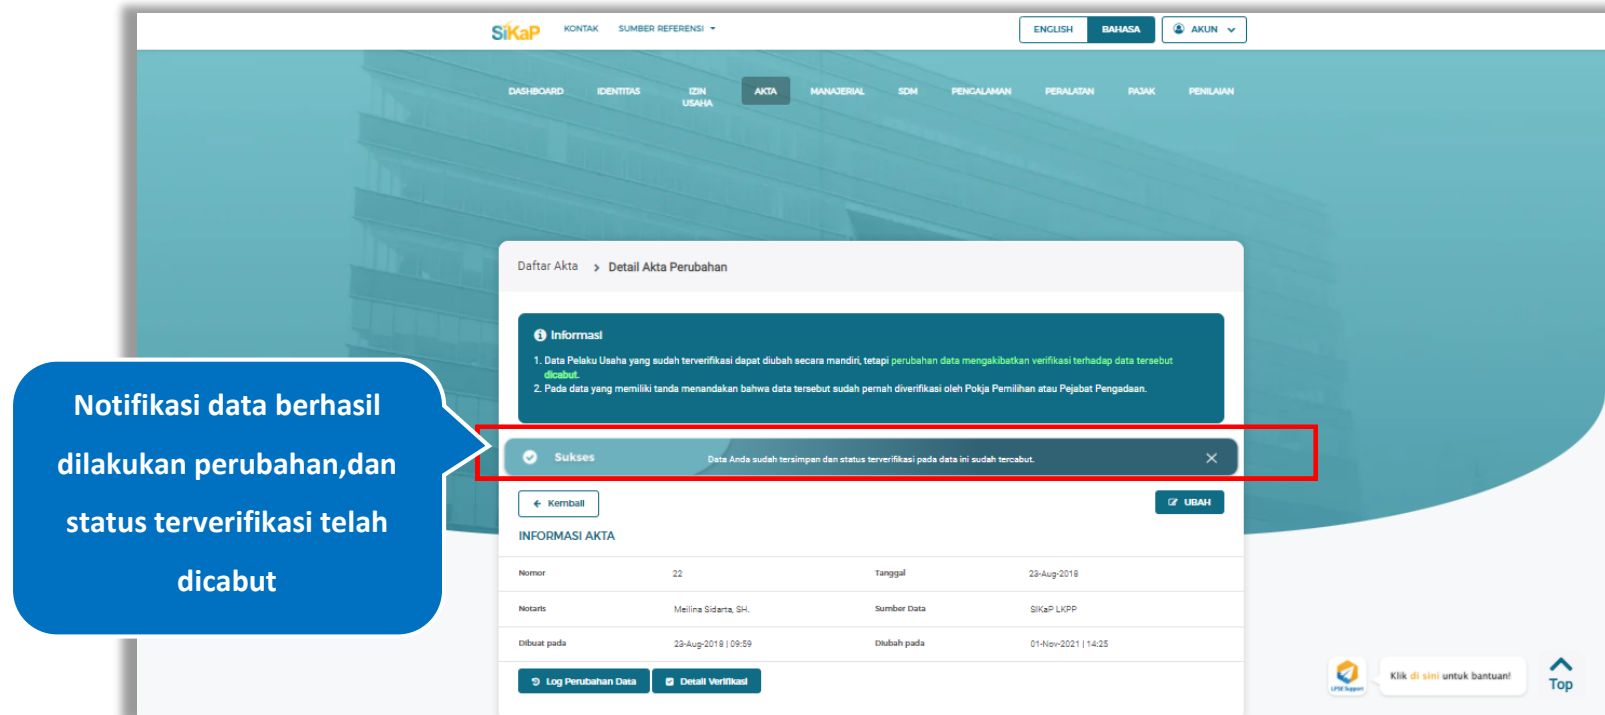 SiKaP KONTAK SUMBER REFERENSI ENGLISH BAHASA AKUN
DASHBOARD IDENTITAS IZIN USAHA AKTA MANAJERIAL SDM PENGALAMAN PERALATAN PAJAK PENILAIAN
Daftar Akta > Detail Akta Perubahan
Informasi
1. Data Pelaku Usaha yang sudah terverifikasi dapat diubah secara mandiri, tetapi perubahan data mengakibatkan verifikasi terhadap data tersebut
dicabut.
2. Pada data yang memiliki tanda menandakan bahwa data tersebut sudah pernah diverifikasi oleh Pokja Pemilihan atau Pejabat Pengadaan.
Notifikasi data berhasil
dilakukan perubahan,dan
status terverifikasi telah
dicabut
Sukses Data Anda sudah tersimpan dan status terverifikasi pada data ini sudah tercabut.
Kembali UBAH
INFORMASI AKTA
Nomor 22 Tanggal 23-Aug-2018
Notaris Meilina Sidarta, SH. Sumber Data SIKaP LKPP
Dibuat pada 23-Aug-2018 | 09:59 Diubah pada 01-Nov-2021 | 14:25
Log Perubahan Data Detail Verifikasi
LPSE Support Klik di sini untuk bantuan! Top